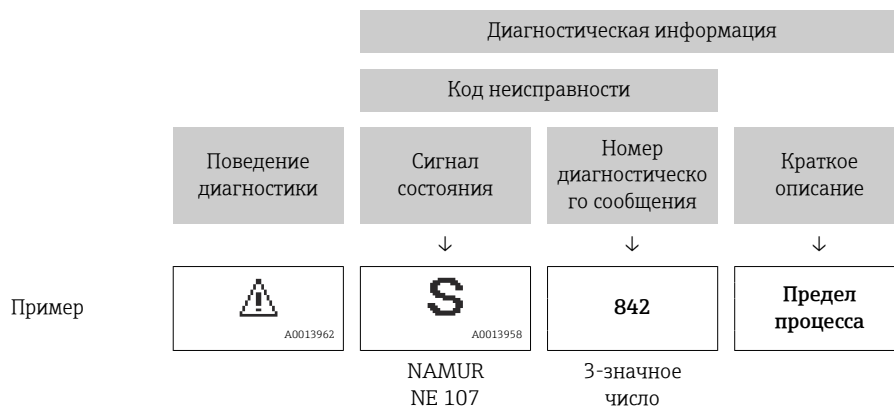 Диагностическая информация
Код неисправности
Поведение
диагностики
Сигнал
состояния
Номер
диагностическо
го сообщения
Краткое
описание
↓ ↓ ↓
Пример
A0013962
S
A0013958
842
Предел
процесса
NAMUR
NE 107
3-значное
число